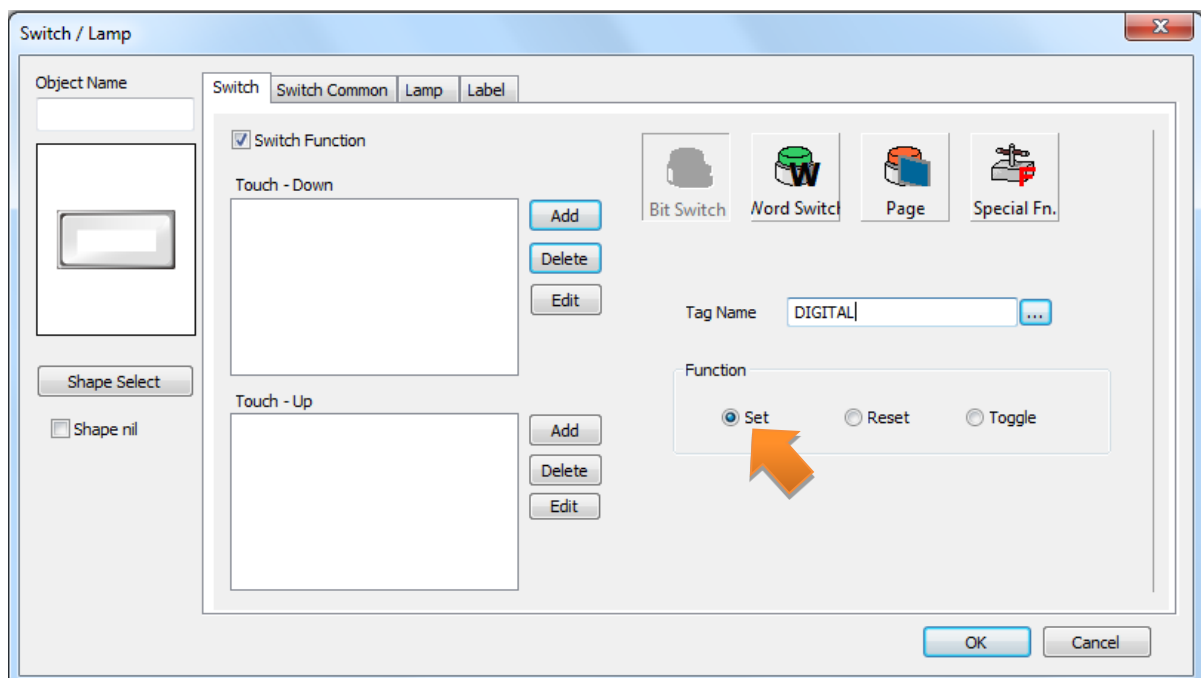 Switch / Lamp
X
Object Name
Switch
Switch Common
Lamp
Label
Switch Function
Touch - Down
Add
Delete
Edit
Bit Switch
Word Switch
W
Page
Special Fn.
F
Tag Name
DIGITAL
...
Function
Set
Reset
Toggle
Shape Select
Shape nil
Touch - Up
Add
Delete
Edit
OK
Cancel